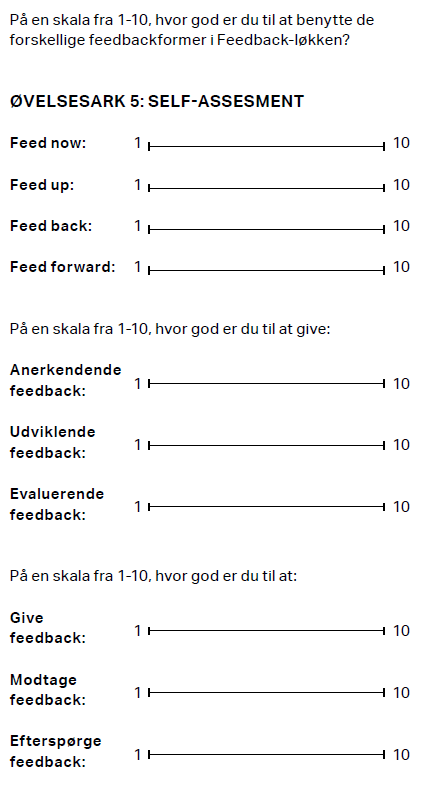 På en skala fra 1-10, hvor god er du til at benytte de
forskellige feedbackformer i Feedback-løkken?
ØVELSESARK 5: SELF-ASSESMENT
Feed now: 1 10
Feed up: 1 10
Feed back: 1 10
Feed forward: 1 10
På en skala fra 1-10, hvor god er du til at give:
Anerkendende
feedback: 1 10
Udviklende
feedback: 1 10
Evaluerende
feedback: 1 10
På en skala fra 1-10, hvor god er du til at:
Give
feedback: 1 10
Modtage
feedback: 1 10
Efterspørge
feedback: 1 10